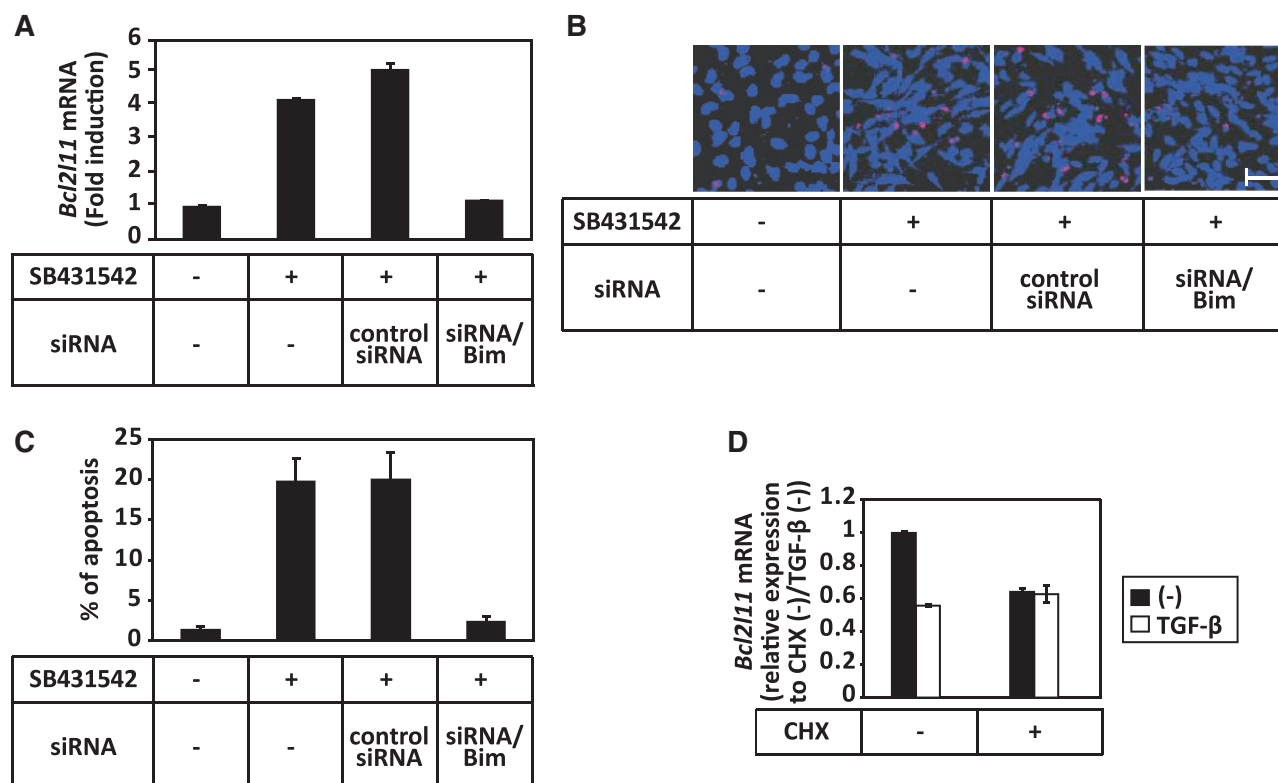 A
Bcl2l11 mRNA
(Fold induction)
6
5
4
3
2
1
0
SB431542 - + + +
siRNA - - control siRNA siRNA/ Bim
B
SB431542 - + + +
siRNA - - control siRNA siRNA/ Bim
C
% of apoptosis
25
20
15
10
5
0
SB431542 - + + +
siRNA - - control siRNA siRNA/ Bim
D
Bcl2l11 mRNA
(relative expression
to CHX (-)/TGF-β (-))
1.2
1
0.8
0.6
0.4
0.2
0
CHX - +
(-)
TGF-β